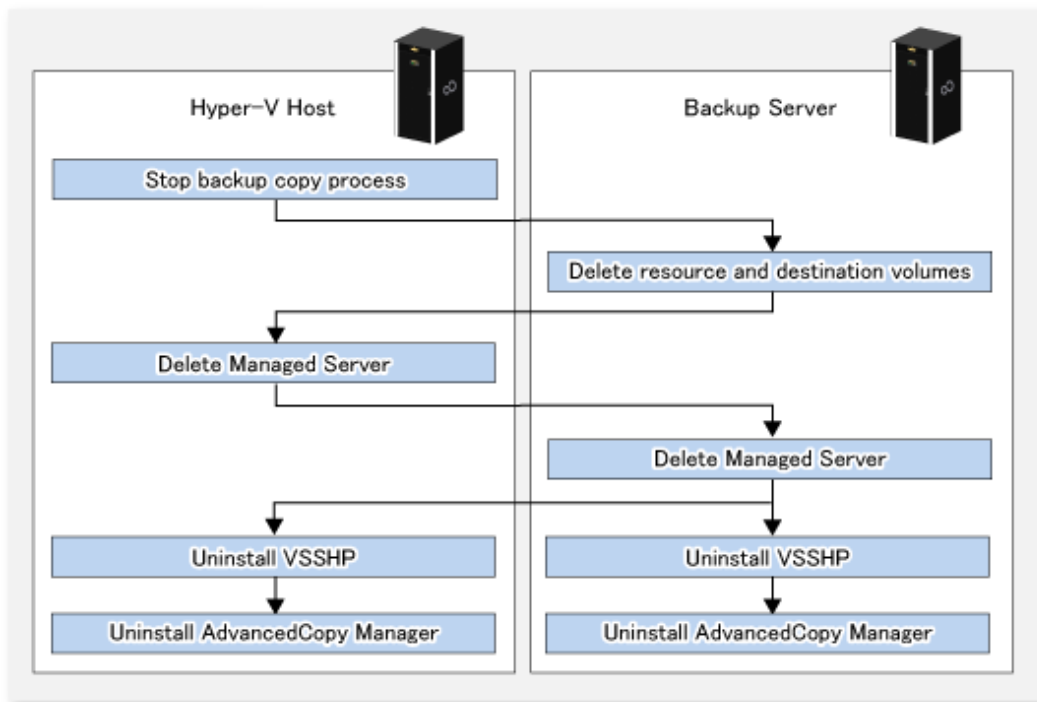 Hyper-V Host
Backup Server
Stop backup copy process
Delete resource and destination volumes
Delete Managed Server
Delete Managed Server
Uninstall VSSHP
Uninstall VSSHP
Uninstall AdvancedCopy Manager
Uninstall AdvancedCopy Manager